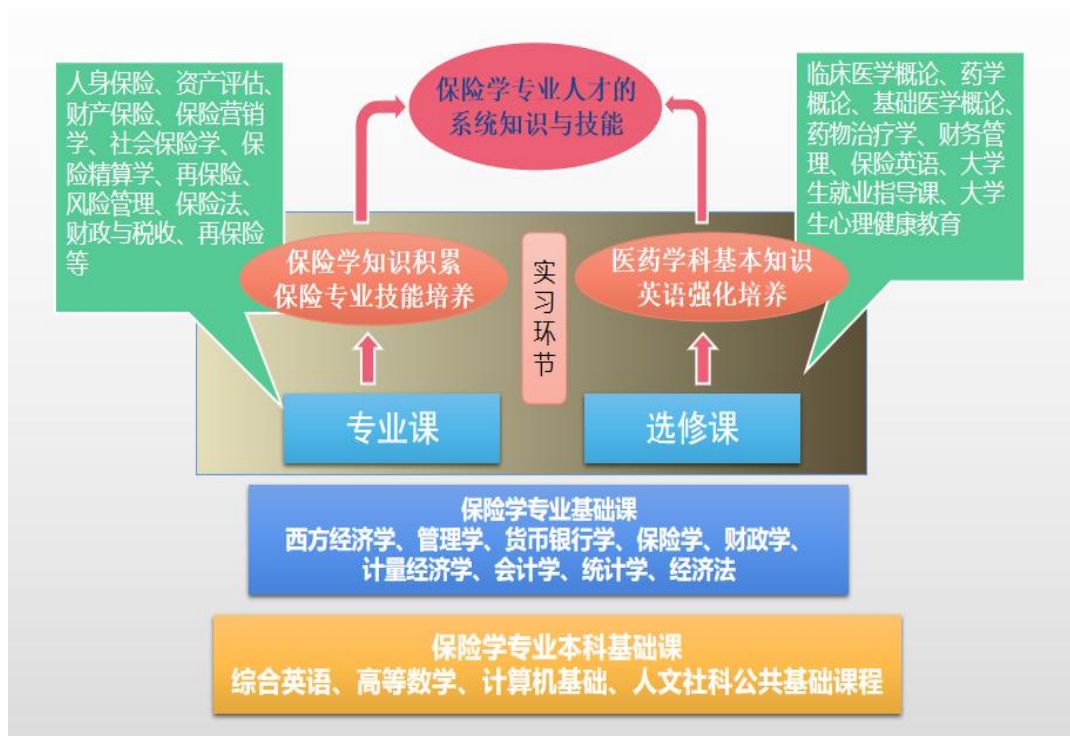 保险学专业人才的
系统知识与技能
人身保险、资产评估、
财产保险、保险营销
学、社会保险学、保
险精算学、再保险、
风险管理、保险法、
财政与税收、再保险
等
临床医学概论、药学
概论、基础医学概论、
药物治疗学、财务管
理、保险英语、大学
生就业指导课、大学
生心理健康教育
保险学知识积累
保险专业技能培养
实
习
环
节
医药学科基本知识
英语强化培养
专业课
选修课
保险学专业基础课
西方经济学、管理学、货币银行学、保险学、财政学、
计量经济学、会计学、统计学、经济法
保险学专业本科基础课
综合英语、高等数学、计算机基础、人文社科公共基础课程